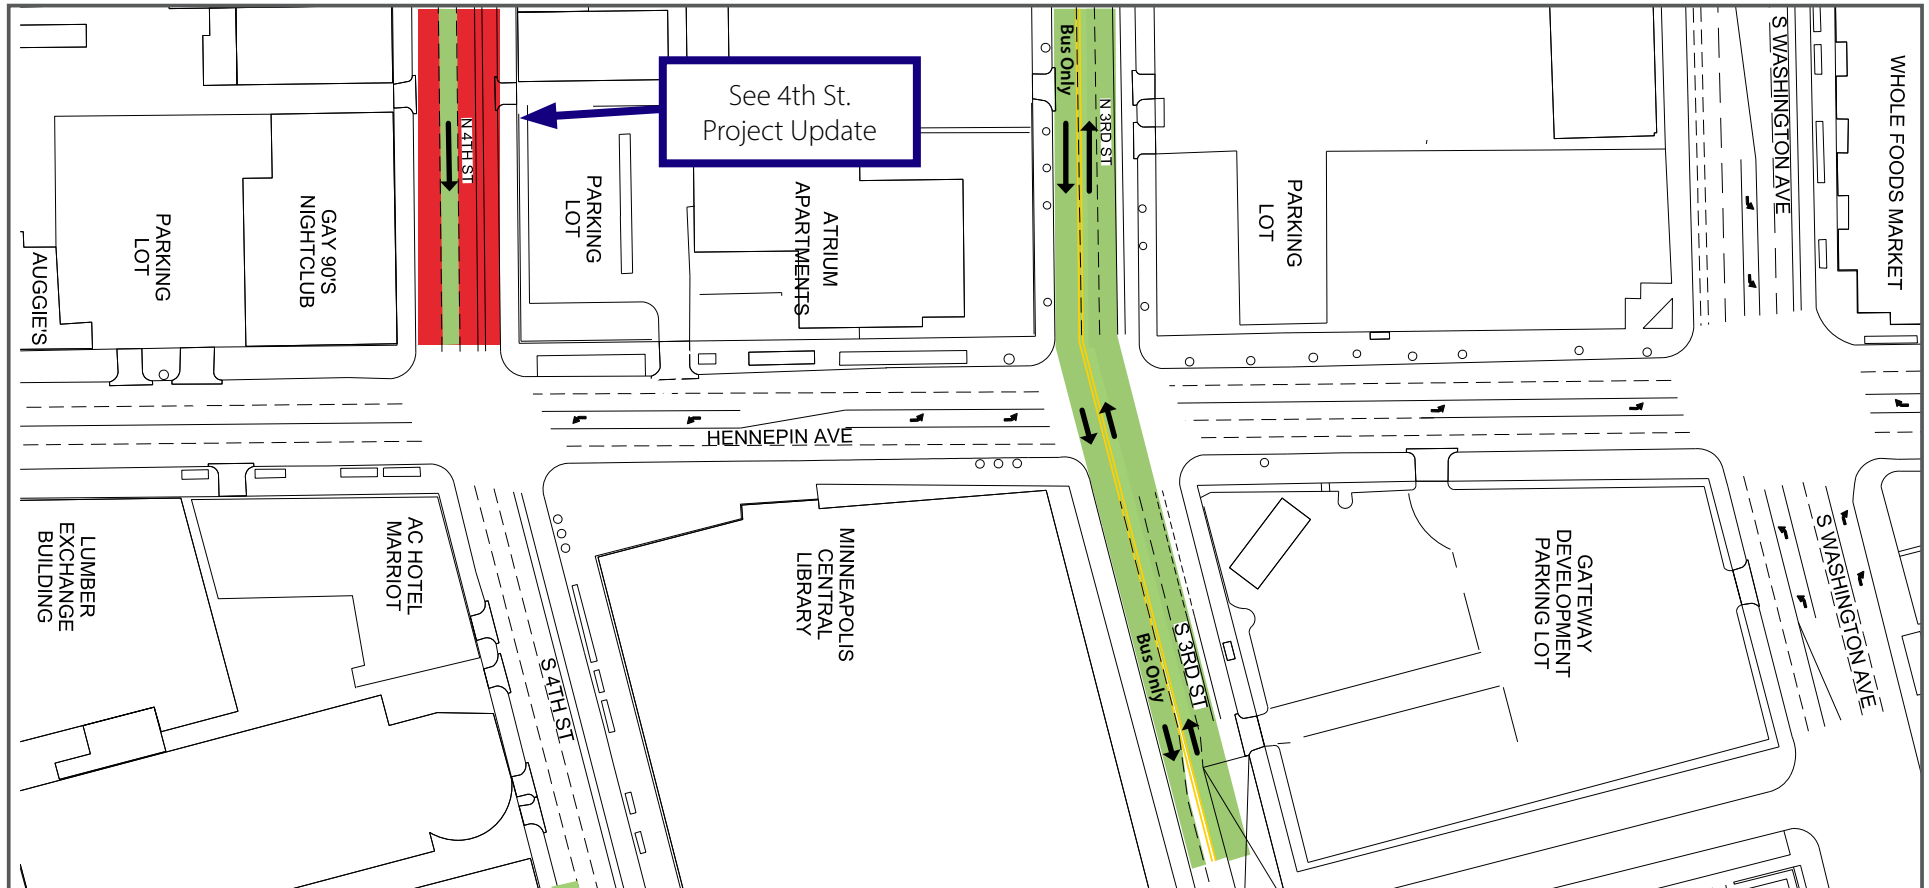 See 4th St.
Project Update
Bus Only
N 4TH ST
N 3RD ST
S WASHINGTON AVE
WHOLE FOODS MARKET
AUGGIE'S
PARKING
LOT
GAY 90'S
NIGHTCLUB
PARKING
LOT
ATRIUM
APARTMENTS
PARKING
LOT
HENNEPIN AVE
LUMBER
EXCHANGE
BUILDING
AC HOTEL
MARRIOT
S 4TH ST
MINNEAPOLIS
CENTRAL
LIBRARY
Bus Only
S 3RD ST
GATEWAY
DEVELOPMENT
PARKING LOT
S WASHINGTON AVE